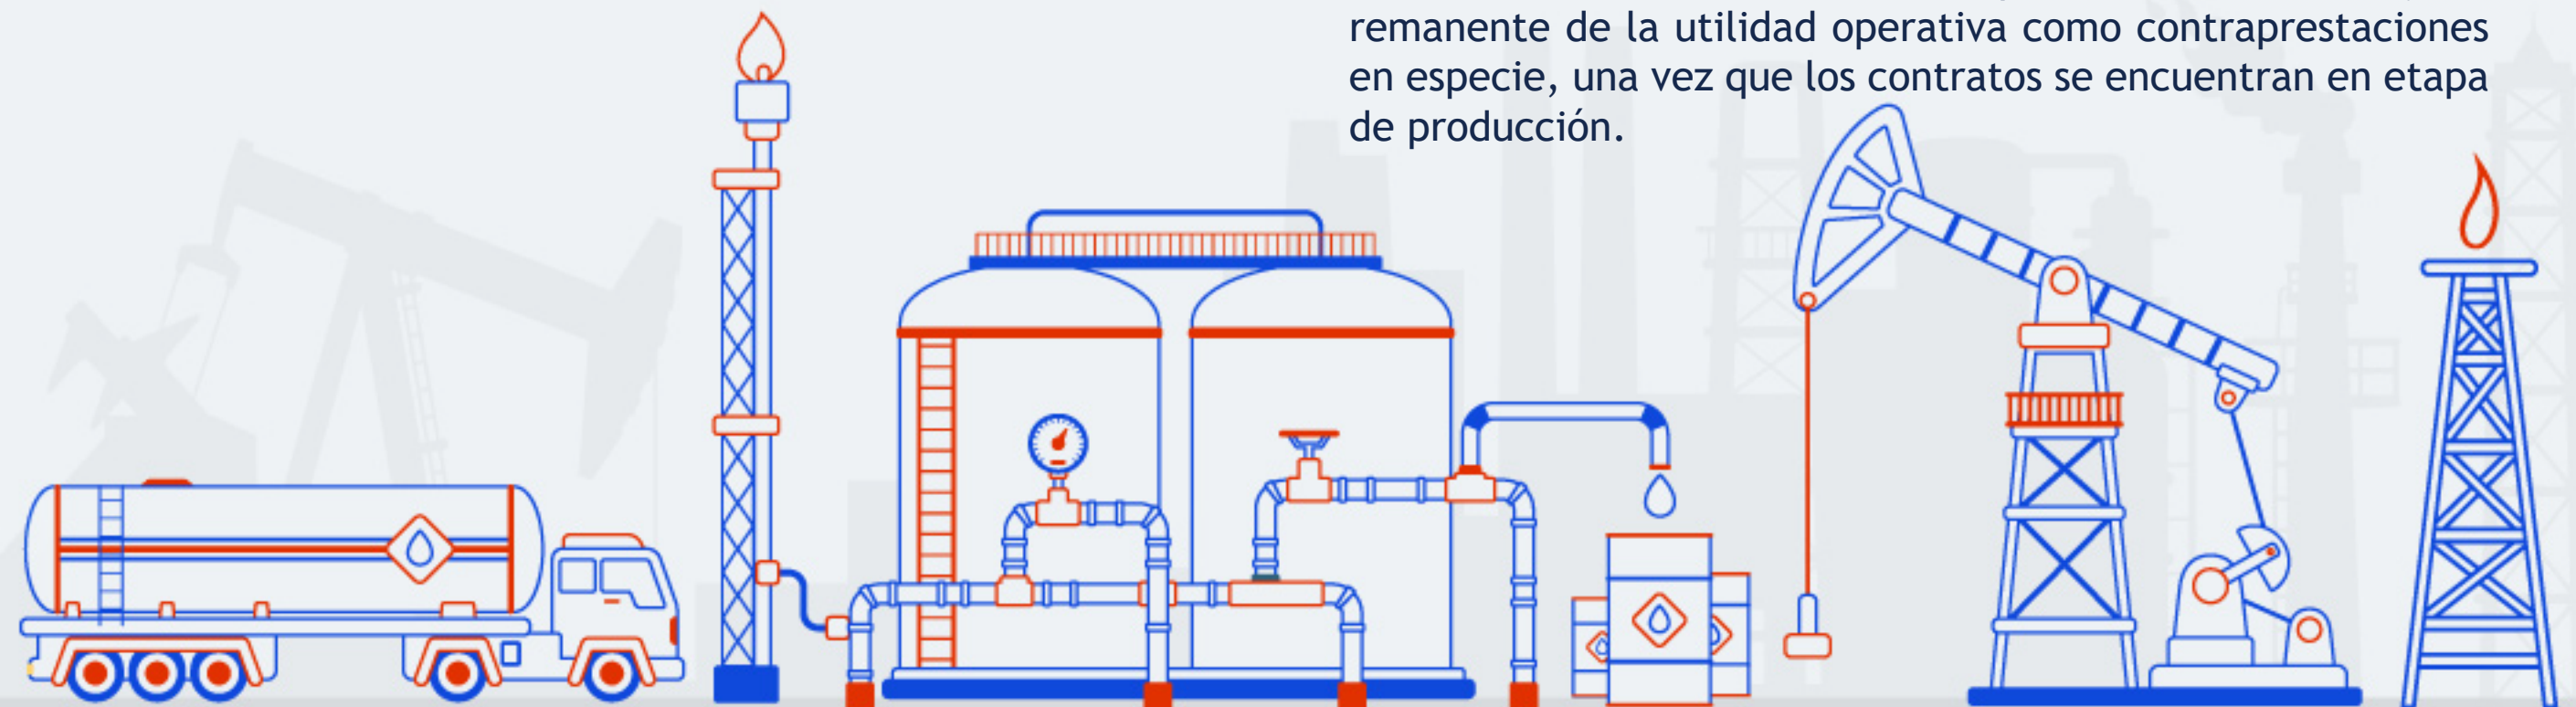 remanente de la utilidad operativa como contraprestaciones
en especie, una vez que los contratos se encuentran en etapa
de producción.